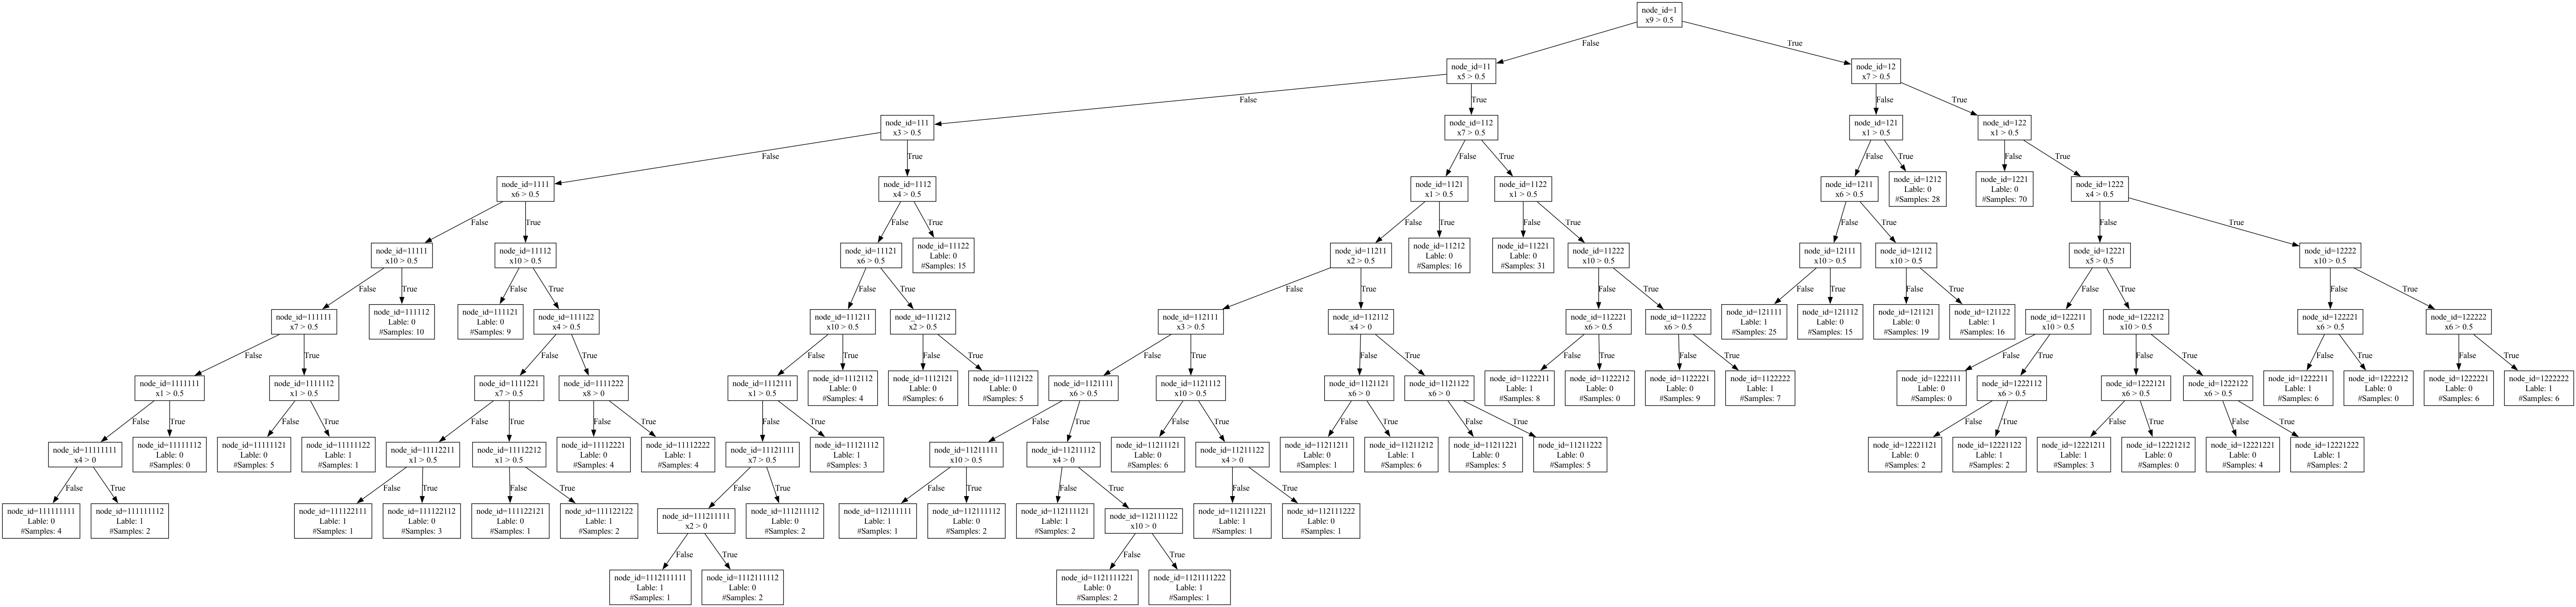 node_id=1
x9 > 0.5
False
True
node_id=11
x5 > 0.5
node_id=12
x7 > 0.5
False
True
False
True
node_id=111
x3 > 0.5
node_id=112
x7 > 0.5
node_id=121
x1 > 0.5
node_id=122
x1 > 0.5
False
True
False
True
False
True
False
True
node_id=1111
x6 > 0.5
node_id=1112
x4 > 0.5
node_id=1121
x1 > 0.5
node_id=1122
x1 > 0.5
node_id=1211
x6 > 0.5
node_id=1212
Lable: 0
#Samples: 28
node_id=1221
Lable: 0
#Samples: 70
node_id=1222
x4 > 0.5
False
True
False
True
False
True
False
True
False
True
False
True
node_id=11111
x10 > 0.5
node_id=11112
x10 > 0.5
node_id=11121
x6 > 0.5
node_id=11122
Lable: 0
#Samples: 15
node_id=11211
x2 > 0.5
node_id=11212
Lable: 0
#Samples: 16
node_id=11221
Lable: 0
#Samples: 31
node_id=11222
x10 > 0.5
node_id=12111
x10 > 0.5
node_id=12112
x10 > 0.5
node_id=12221
x5 > 0.5
node_id=12222
x10 > 0.5
False
True
False
True
False
True
False
True
False
True
False
True
False
True
False
True
False
True
node_id=111111
x7 > 0.5
node_id=111112
Lable: 0
#Samples: 10
node_id=111121
Lable: 0
#Samples: 9
node_id=111122
x4 > 0.5
node_id=111211
x10 > 0.5
node_id=111212
x2 > 0.5
node_id=112111
x3 > 0.5
node_id=112112
x4 > 0
node_id=112221
x6 > 0.5
node_id=112222
x6 > 0.5
node_id=121111
Lable: 1
#Samples: 25
node_id=121112
Lable: 0
#Samples: 15
node_id=121121
Lable: 0
#Samples: 19
node_id=121122
Lable: 1
#Samples: 16
node_id=122211
x10 > 0.5
node_id=122212
x10 > 0.5
node_id=122221
x6 > 0.5
node_id=122222
x6 > 0.5
False
True
False
True
False
True
False
True
False
True
False
True
False
True
False
True
False
True
False
True
False
True
False
True
node_id=1111111
x1 > 0.5
node_id=1111112
x1 > 0.5
node_id=1111221
x7 > 0.5
node_id=1111222
x8 > 0
node_id=1112111
x1 > 0.5
node_id=1112112
Lable: 0
#Samples: 4
node_id=1112121
Lable: 0
#Samples: 6
node_id=1112122
Lable: 0
#Samples: 5
node_id=1121111
x6 > 0.5
node_id=1121112
x10 > 0.5
node_id=1121121
x6 > 0
node_id=1121122
x6 > 0
node_id=1122211
Lable: 1
#Samples: 8
node_id=1122212
Lable: 0
#Samples: 0
node_id=1122221
Lable: 0
#Samples: 9
node_id=1122222
Lable: 1
#Samples: 7
node_id=1222111
Lable: 0
#Samples: 0
node_id=1222112
x6 > 0.5
node_id=1222121
x6 > 0.5
node_id=1222122
x6 > 0.5
node_id=1222211
Lable: 1
#Samples: 6
node_id=1222212
Lable: 0
#Samples: 0
node_id=1222221
Lable: 0
#Samples: 6
node_id=1222222
Lable: 1
#Samples: 6
False
True
False
True
False
True
False
True
False
True
False
True
False
True
False
True
False
True
False
True
False
True
False
True
node_id=11111111
x4 > 0
node_id=11111112
Lable: 0
#Samples: 0
node_id=11111121
Lable: 0
#Samples: 5
node_id=11111122
Lable: 1
#Samples: 1
node_id=11112211
x1 > 0.5
node_id=11112212
x1 > 0.5
node_id=11112221
Lable: 0
#Samples: 4
node_id=11112222
Lable: 1
#Samples: 4
node_id=11121111
x7 > 0.5
node_id=11121112
Lable: 1
#Samples: 3
node_id=11211111
x10 > 0.5
node_id=11211112
x4 > 0
node_id=11211121
Lable: 0
#Samples: 6
node_id=11211122
x4 > 0
node_id=11211211
Lable: 0
#Samples: 1
node_id=11211212
Lable: 1
#Samples: 6
node_id=11211221
Lable: 0
#Samples: 5
node_id=11211222
Lable: 0
#Samples: 5
node_id=12221121
Lable: 0
#Samples: 2
node_id=12221122
Lable: 1
#Samples: 2
node_id=12221211
Lable: 1
#Samples: 3
node_id=12221212
Lable: 0
#Samples: 0
node_id=12221221
Lable: 0
#Samples: 4
node_id=12221222
Lable: 1
#Samples: 2
False
True
False
True
False
True
False
True
False
True
False
True
False
True
node_id=111111111
Lable: 0
#Samples: 4
node_id=111111112
Lable: 1
#Samples: 2
node_id=111122111
Lable: 1
#Samples: 1
node_id=111122112
Lable: 0
#Samples: 3
node_id=111122121
Lable: 0
#Samples: 1
node_id=111122122
Lable: 1
#Samples: 2
node_id=111211111
x2 > 0
node_id=111211112
Lable: 0
#Samples: 2
node_id=112111111
Lable: 1
#Samples: 1
node_id=112111112
Lable: 0
#Samples: 2
node_id=112111121
Lable: 1
#Samples: 2
node_id=112111122
x10 > 0
node_id=112111221
Lable: 1
#Samples: 1
node_id=112111222
Lable: 0
#Samples: 1
False
True
False
True
node_id=1112111111
Lable: 1
#Samples: 1
node_id=1112111112
Lable: 0
#Samples: 2
node_id=1121111221
Lable: 0
#Samples: 2
node_id=1121111222
Lable: 1
#Samples: 1